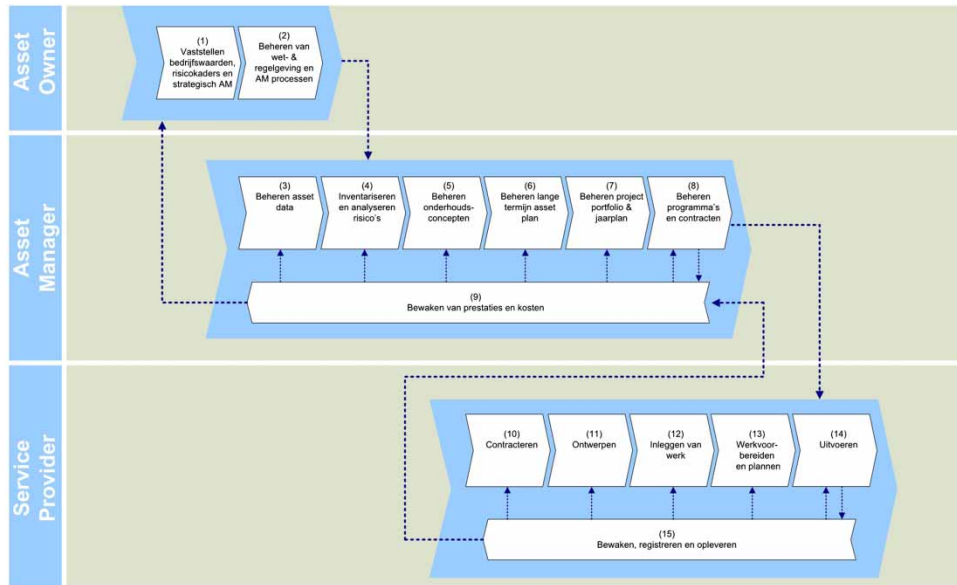 Asset
Owner
(1)
Vaststellen
bedrijfswaarden,
risicokaders en
strategisch AM
(2)
Beheren van
wet- &
regelgeving en
AM processen
Asset
Manager
(3)
Beheren asset
data
(4)
Inventariseren
en analyseren
risico's
(5)
Beheren
onderhouds-
concepten
(6)
Beheren lange
termijn asset
plan
(7)
Beheren project
portfolio &
jaarplan
(8)
Beheren
programma's
en contracten
(9)
Bewaken van prestaties en kosten
Service
Provider
(10)
Contracteren
(11)
Ontwerpen
(12)
Inleggen van
werk
(13)
Werkvoor-
bereiden
en plannen
(14)
Uitvoeren
(15)
Bewaken, registreren en opleveren